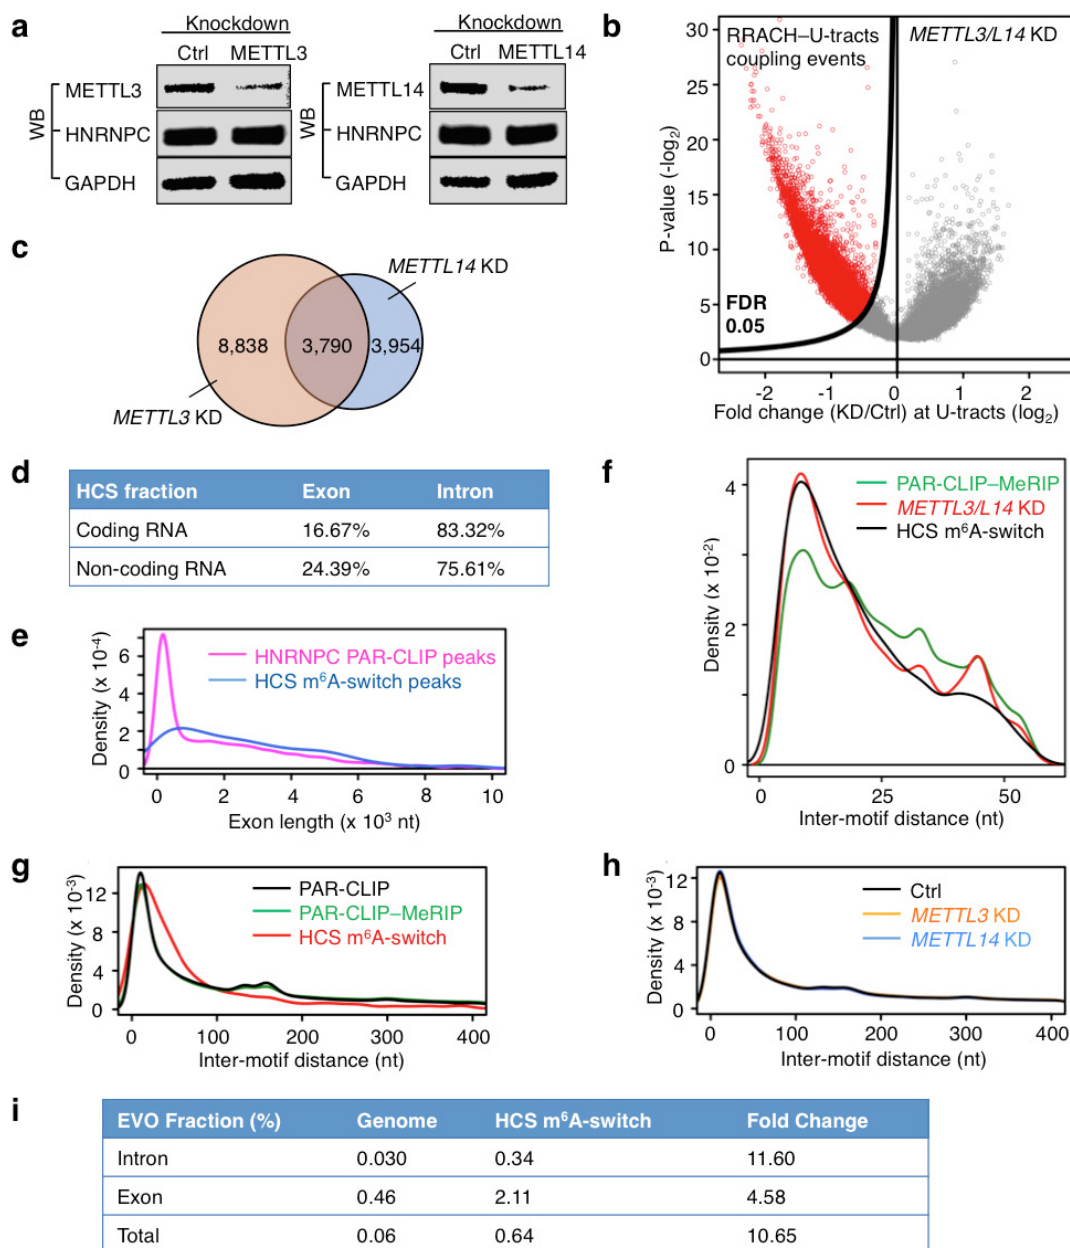 a
Knockdown
Ctrl METTL3
METTL3
HNRNPC
GAPDH
WB
Knockdown
Ctrl METTL14
METTL14
HNRNPC
GAPDH
WB
b
RRACH–U-tracts
coupling events
METTL3/L14 KD
30
25
20
15
10
5
0
P-value (-log2)
FDR
0.05
-2 -1 0 1 2
Fold change (KD/Ctrl) at U-tracts (log2)
c
METTL14 KD
8,838 3,790 3,954
METTL3 KD
d
HCS fraction Exon Intron
Coding RNA 16.67% 83.32%
Non-coding RNA 24.39% 75.61%
e
HNRNPC PAR-CLIP peaks
HCS m6A-switch peaks
6
4
2
0
Density (x 10-4)
0 2 4 6 8 10
Exon length (x 103 nt)
f
PAR-CLIP–MeRIP
METTL3/L14 KD
HCS m6A-switch
4
2
0
Density (x 10-2)
0 25 50
Inter-motif distance (nt)
g
PAR-CLIP
PAR-CLIP–MeRIP
HCS m6A-switch
12
8
4
0
Density (x 10-3)
0 100 200 300 400
Inter-motif distance (nt)
h
Ctrl
METTL3 KD
METTL14 KD
12
8
4
0
Density (x 10-3)
0 100 200 300 400
Inter-motif distance (nt)
i
EVO Fraction (%) Genome HCS m6A-switch Fold Change
Intron 0.030 0.34 11.60
Exon 0.46 2.11 4.58
Total 0.06 0.64 10.65